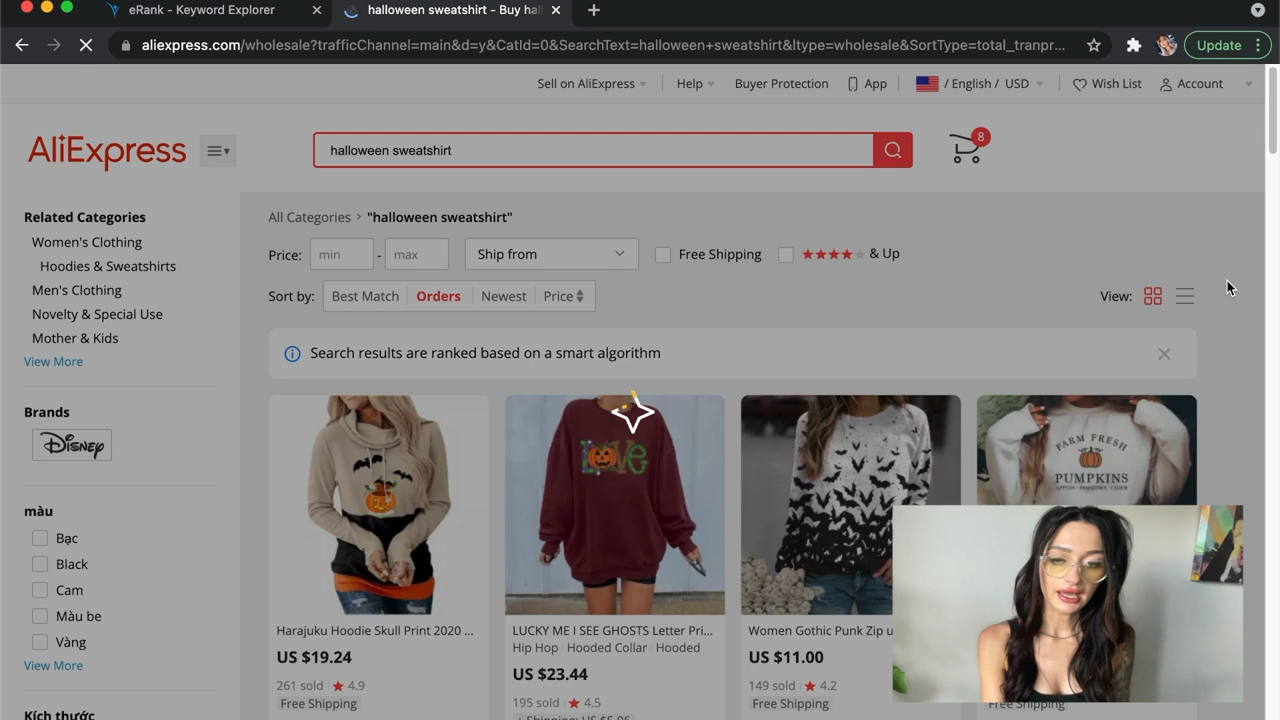 eRank - Keyword Explorer
halloween sweatshirt - Buy hal
aliexpress.com/wholesale?trafficChannel=main&d=y&CatId=0&SearchText=halloween+sweatshirt&ltype=wholesale&SortType=total_tranpr...
Update
Sell on AliExpress
Help
Buyer Protection
App
/ English / USD
Wish List
Account
AliExpress
halloween sweatshirt
8
Related Categories
Women's Clothing
Hoodies & Sweatshirts
Men's Clothing
Novelty & Special Use
Mother & Kids
View More
Brands
Disney
màu
Bạc
Black
Cam
Màu be
Vàng
View More
Kích thước
All Categories > "halloween sweatshirt"
Price: min - max
Ship from
Free Shipping
& Up
Sort by: Best Match Orders Newest Price
View:
Search results are ranked based on a smart algorithm
LOVE
FARM FRESH
PUMPKINS
Harajuku Hoodie Skull Print 2020 ...
US $19.24
261 sold 4.9
Free Shipping
LUCKY ME I SEE GHOSTS Letter Pri...
Hip Hop Hooded Collar Hooded
US $23.44
195 sold 4.5
+ Shipping: US $5.06
Women Gothic Punk Zip u
US $11.00
149 sold 4.2
Free Shipping
Free Shipping